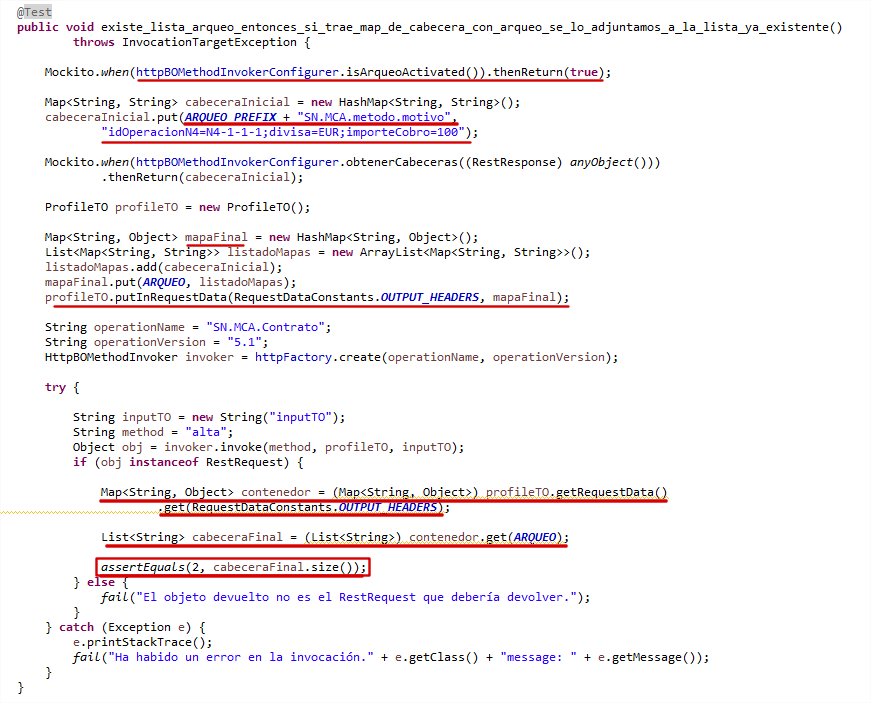 @Test
public void existe_lista_arqueo_entonces_si_trae_map_de_cabecera_con_arqueo_se_lo_adjuntamos_a_la_lista_ya_existente()
throws InvocationTargetException {
Mockito.when(httpBOMethodInvokerConfigurer.isArqueoActivated()).thenReturn(true);
Map<String, String> cabeceraInicial = new HashMap<String, String>();
cabeceraInicial.put(ARQUEO_PREFIX + "SN.MCA.metodo.motivo",
"idOperacionN4=N4-1-1-1;divisa=EUR;importeCobro=100");
Mockito.when(httpBOMethodInvokerConfigurer.obtenerCabeceras((RestResponse) anyObject()))
.thenReturn(cabeceraInicial);
ProfileTO profileTO = new ProfileTO();
Map<String, Object> mapaFinal = new HashMap<String, Object>();
List<Map<String, String>> listadoMapas = new ArrayList<Map<String, String>>();
listadoMapas.add(cabeceraInicial);
mapaFinal.put(ARQUEO, listadoMapas);
profileTO.putInRequestData(RequestDataConstants.OUTPUT_HEADERS, mapaFinal);
String operationName = "SN.MCA.Contrato";
String operationVersion = "5.1";
HttpBOMethodInvoker invoker = httpFactory.create(operationName, operationVersion);
try {
String inputTO = new String("inputTO");
String method = "alta";
Object obj = invoker.invoke(method, profileTO, inputTO);
if (obj instanceof RestRequest) {
Map<String, Object> contenedor = (Map<String, Object>) profileTO.getRequestData()
.get(RequestDataConstants.OUTPUT_HEADERS);
List<String> cabeceraFinal = (List<String>) contenedor.get(ARQUEO);
assertEquals(2, cabeceraFinal.size());
} else {
fail("El objeto devuelto no es el RestRequest que debería devolver.");
}
} catch (Exception e) {
e.printStackTrace();
fail("Ha habido un error en la invocación." + e.getClass() + "message: " + e.getMessage());
}
}